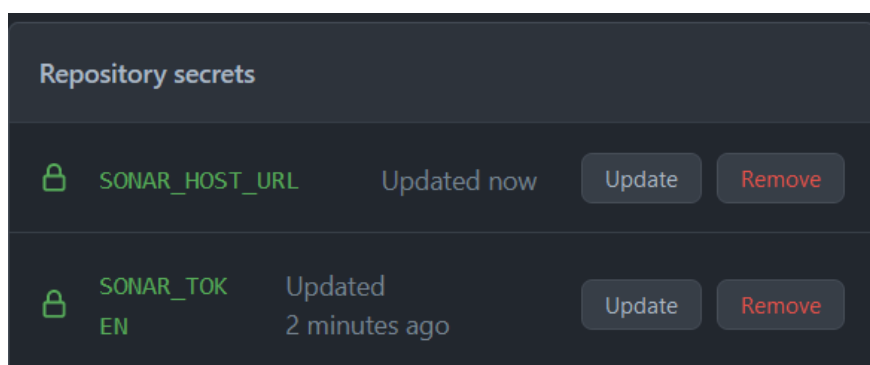 Repository secrets
SONAR_HOST_URL Updated now Update Remove
SONAR_TOK
EN
Updated
2 minutes ago
Update Remove